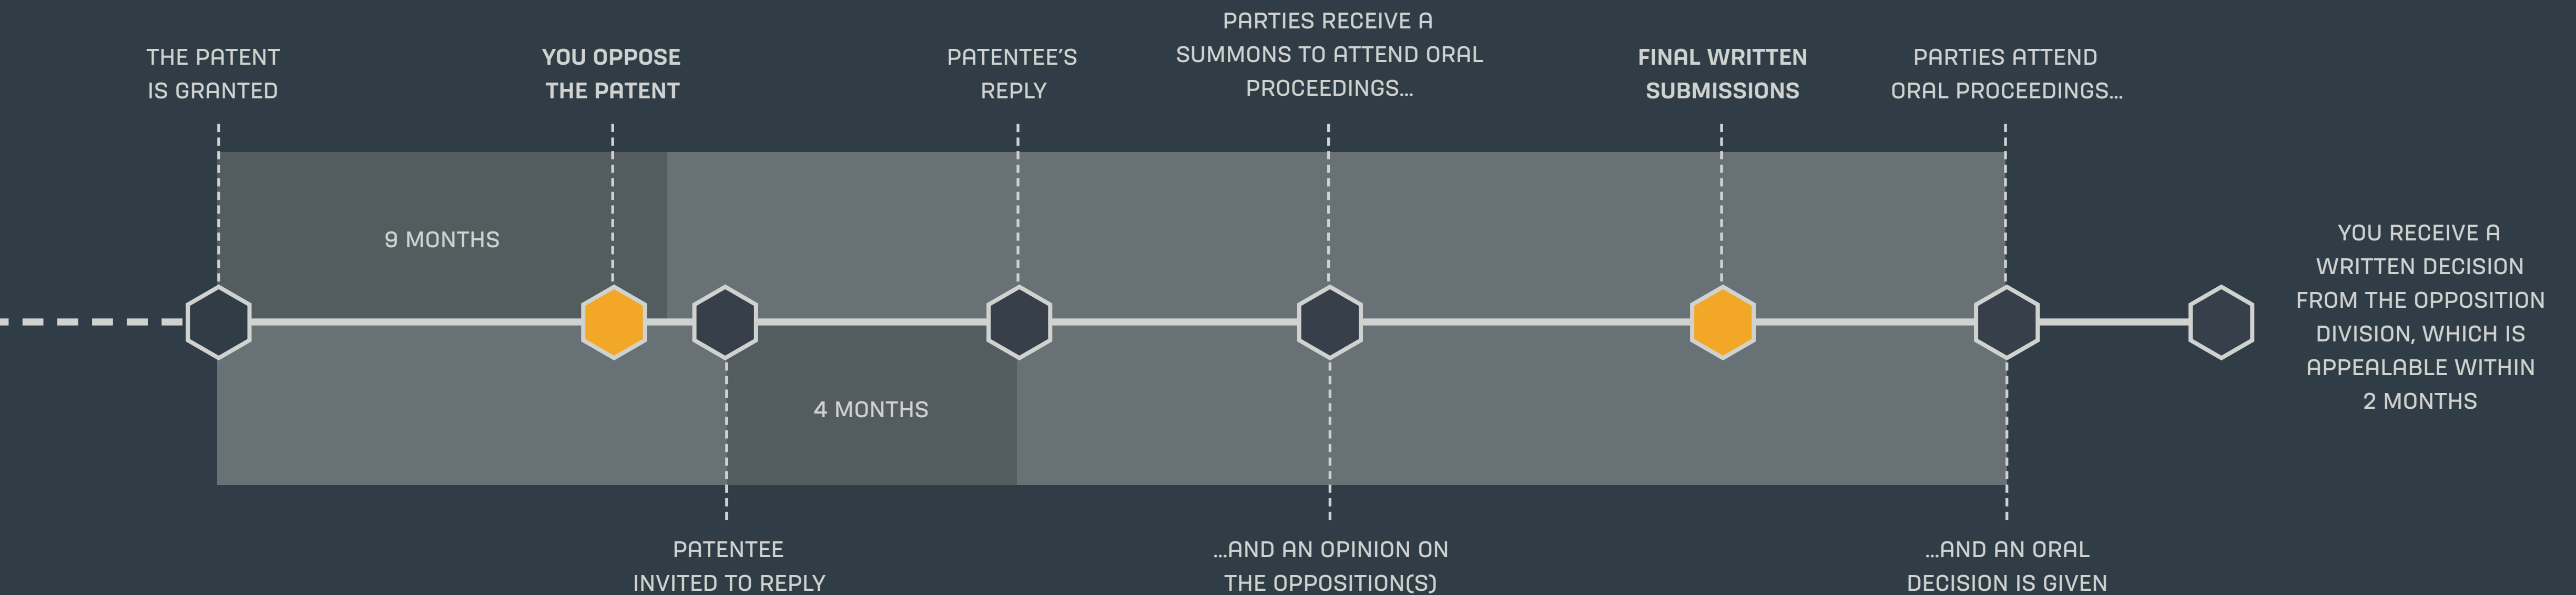 THE PATENT
IS GRANTED
YOU OPPOSE
THE PATENT
PATENTEE'S
REPLY
PARTIES RECEIVE A
SUMMONS TO ATTEND ORAL
PROCEEDINGS...
FINAL WRITTEN
SUBMISSIONS
PARTIES ATTEND
ORAL PROCEEDINGS...
9 MONTHS
4 MONTHS
YOU RECEIVE A
WRITTEN DECISION
FROM THE OPPOSITION
DIVISION, WHICH IS
APPEALABLE WITHIN
2 MONTHS
PATENTEE
INVITED TO REPLY
...AND AN OPINION ON
THE OPPOSITION(S)
...AND AN ORAL
DECISION IS GIVEN